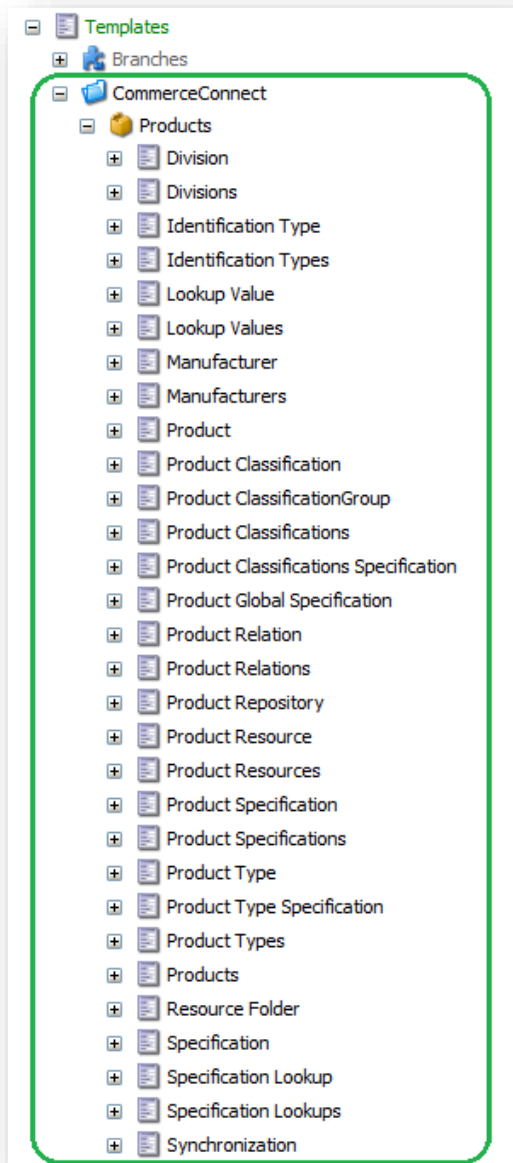 Templates
Branches
CommerceConnect
Products
Division
Divisions
Identification Type
Identification Types
Lookup Value
Lookup Values
Manufacturer
Manufacturers
Product
Product Classification
Product ClassificationGroup
Product Classifications
Product Classifications Specification
Product Global Specification
Product Relation
Product Relations
Product Repository
Product Resource
Product Resources
Product Specification
Product Specifications
Product Type
Product Type Specification
Product Types
Products
Resource Folder
Specification
Specification Lookup
Specification Lookups
Synchronization